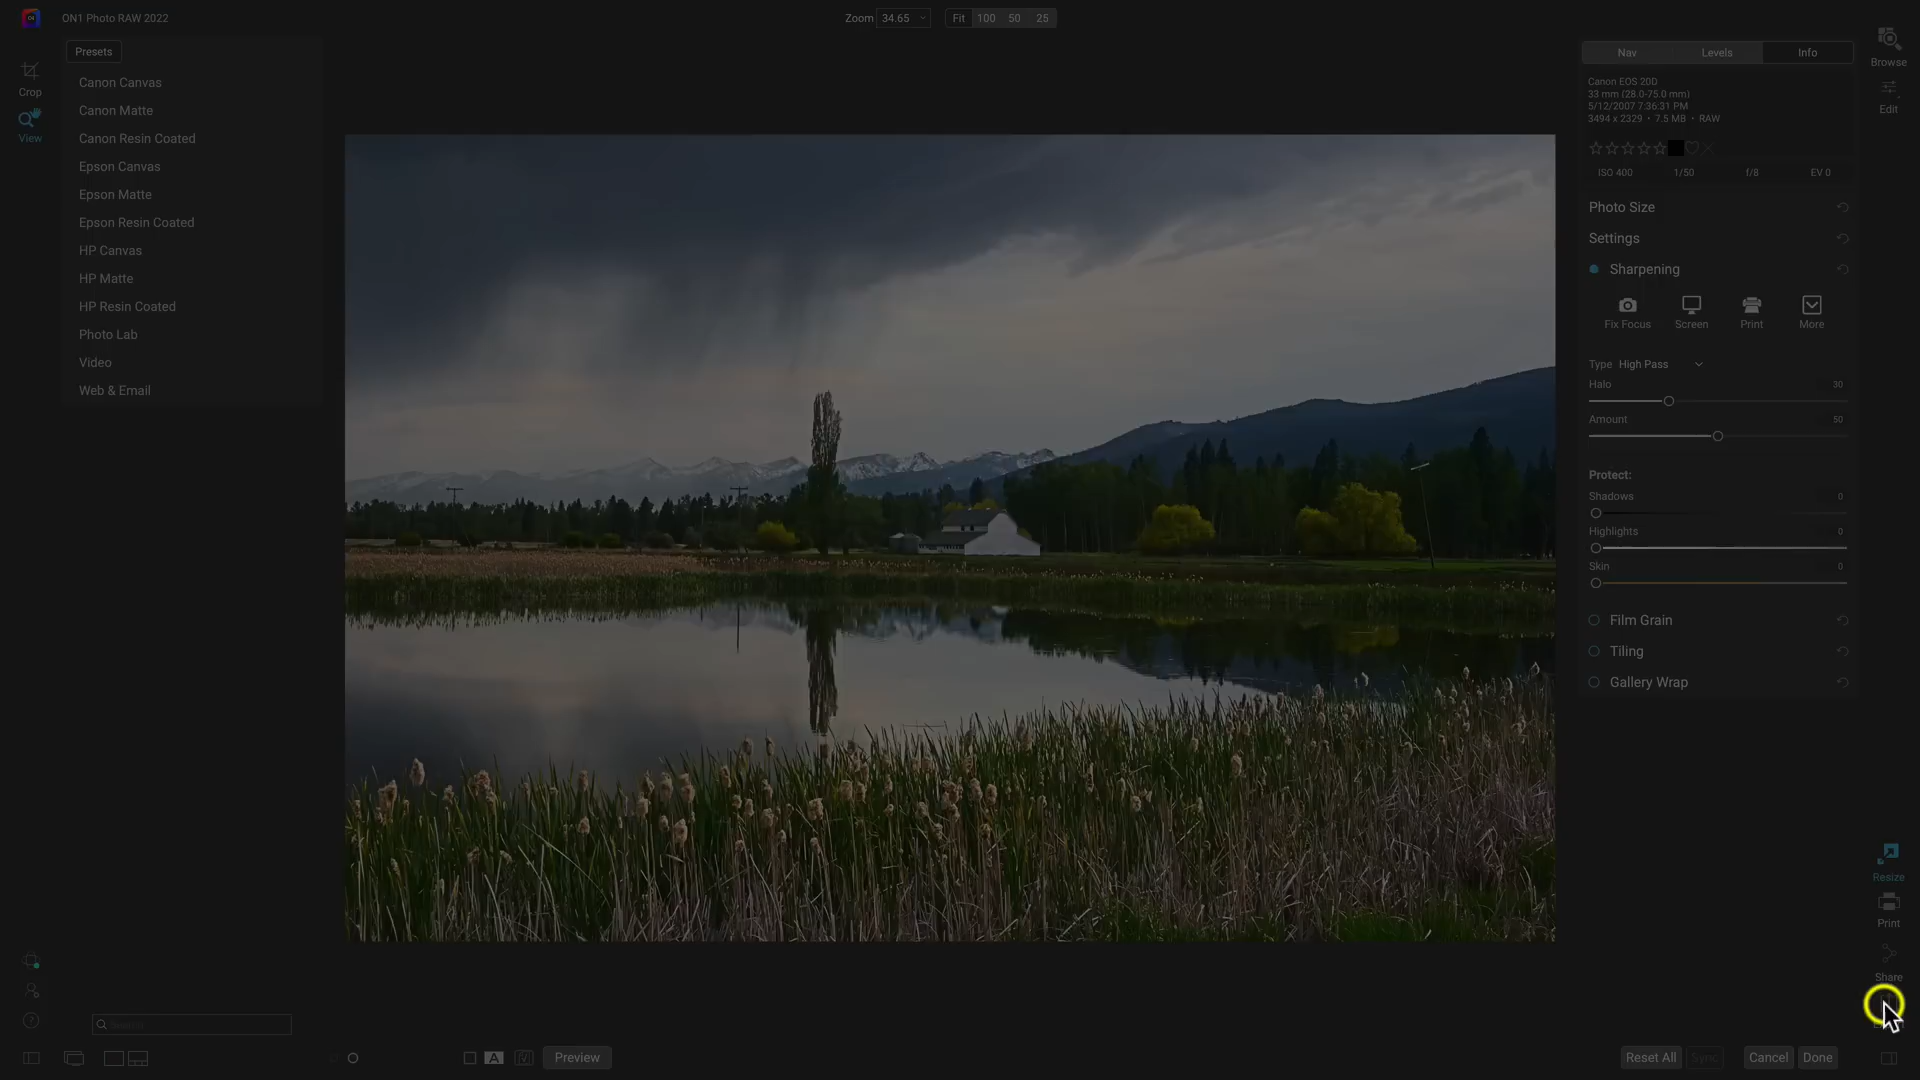 ON1 Photo RAW 2022
Zoom 34.65
Fit 100 50 25
Presets
Canon Canvas
Canon Matte
Canon Resin Coated
Epson Canvas
Epson Matte
Epson Resin Coated
HP Canvas
HP Matte
HP Resin Coated
Photo Lab
Video
Web & Email
Crop
View
Nav Levels Info
Canon EOS 20D
33 mm (28.0-75.0 mm)
5/12/2007 7:36:31 PM
3494 x 2329 • 7.5 MB • RAW
ISO 400 1/50 f/8 EV 0
Photo Size
Settings
Sharpening
Fix Focus Screen Print More
Type High Pass
Halo 30
Amount 50
Protect:
Shadows 0
Highlights 0
Skin 0
Film Grain
Tiling
Gallery Wrap
Browse
Edit
Resize
Print
Share
A
Preview
Reset All Sync Cancel Done